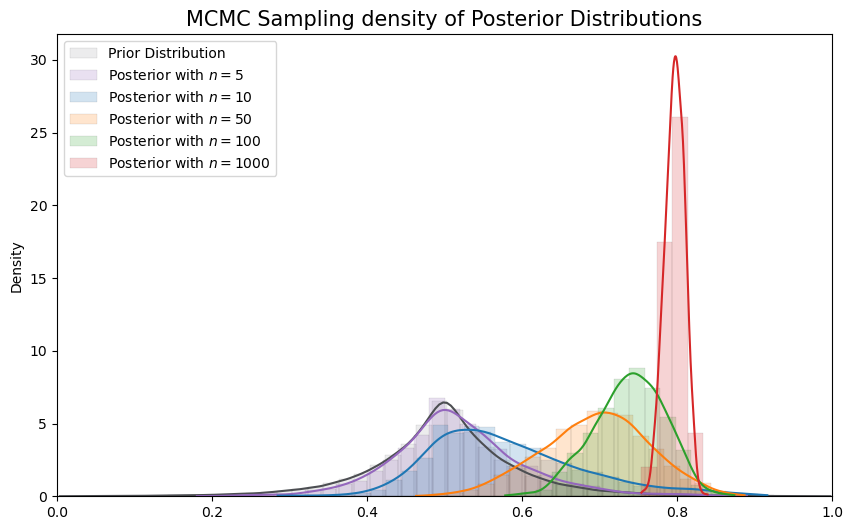 MCMC Sampling density of Posterior Distributions
Prior Distribution
Posterior with n = 5
Posterior with n = 10
Posterior with n = 50
Posterior with n = 100
Posterior with n = 1000
Density
30
25
20
15
10
5
0
0.0 0.2 0.4 0.6 0.8 1.0